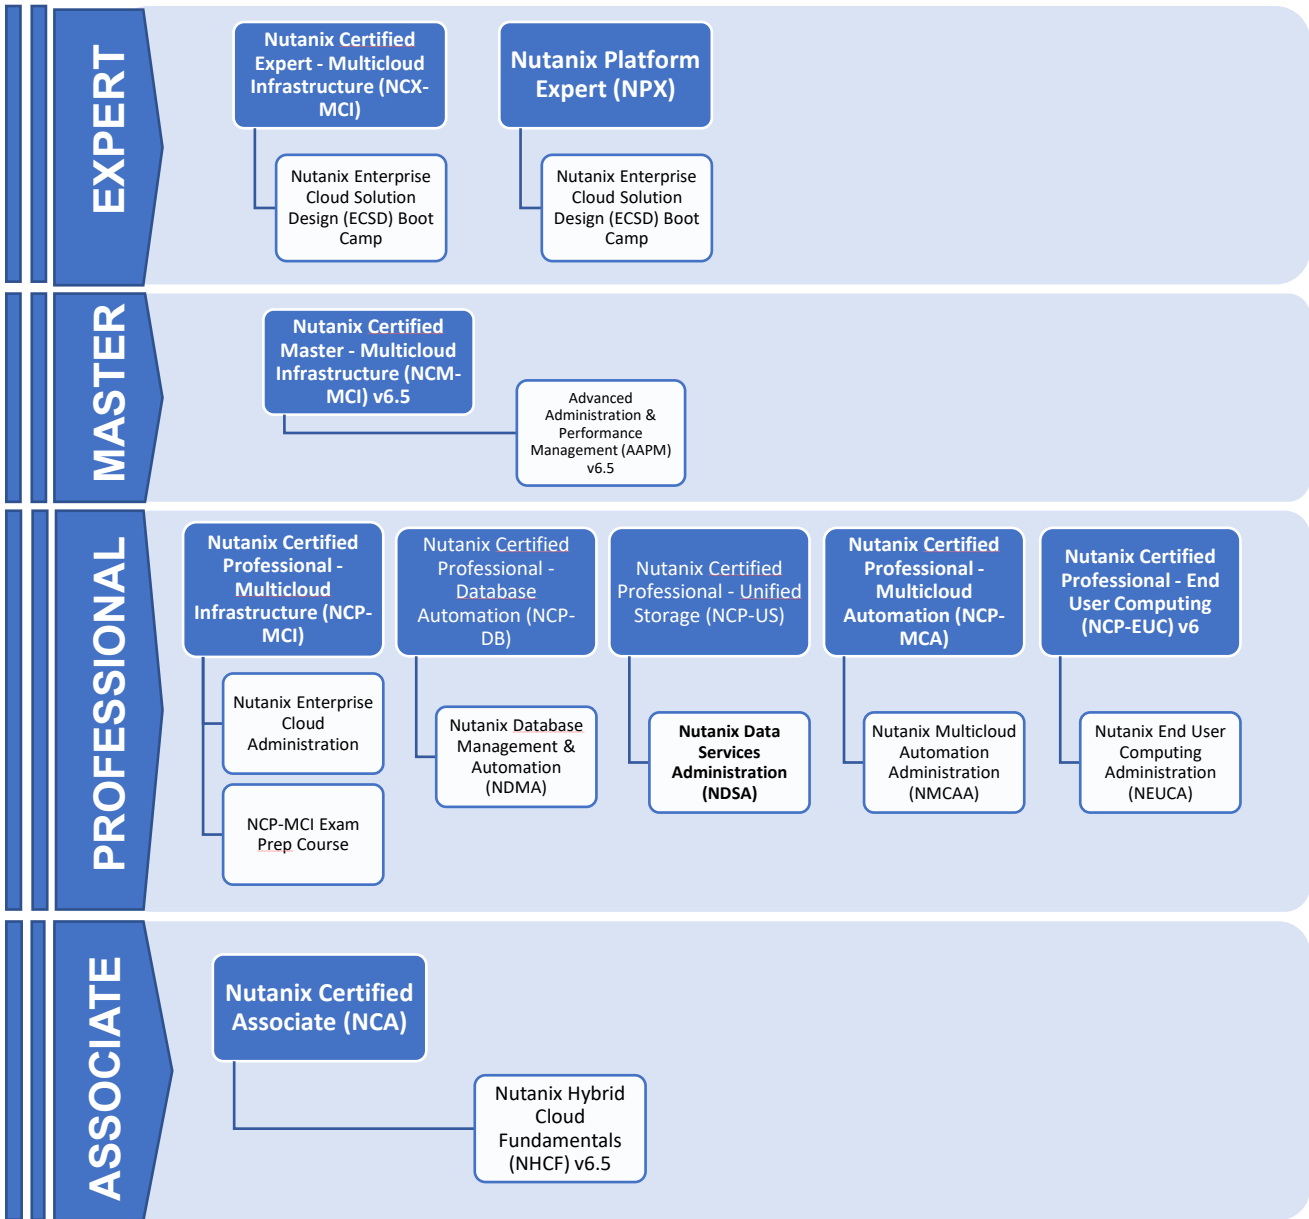 EXPERT
Nutanix Certified
Expert - Multicloud
Infrastructure (NCX-
MCI)
Nutanix Enterprise
Cloud Solution
Design (ECSD) Boot
Camp
Nutanix Platform
Expert (NPX)
Nutanix Enterprise
Cloud Solution
Design (ECSD) Boot
Camp
MASTER
Nutanix Certified
Master - Multicloud
Infrastructure (NCM-
MCI) v6.5
Advanced
Administration &
Performance
Management (AAPM)
v6.5
PROFESSIONAL
Nutanix Certified
Professional -
Multicloud
Infrastructure (NCP-
MCI)
Nutanix Enterprise
Cloud
Administration
NCP-MCI Exam
Prep Course
Nutanix Certified
Professional -
Database
Automation (NCP-
DB)
Nutanix Database
Management &
Automation
(NDMA)
Nutanix Certified
Professional - Unified
Storage (NCP-US)
Nutanix Data
Services
Administration
(NDSA)
Nutanix Certified
Professional -
Multicloud
Automation (NCP-
MCA)
Nutanix Multicloud
Automation
Administration
(NMCAA)
Nutanix Certified
Professional - End
User Computing
(NCP-EUC) v6
Nutanix End User
Computing
Administration
(NEUCA)
ASSOCIATE
Nutanix Certified
Associate (NCA)
Nutanix Hybrid
Cloud
Fundamentals
(NHCF) v6.5